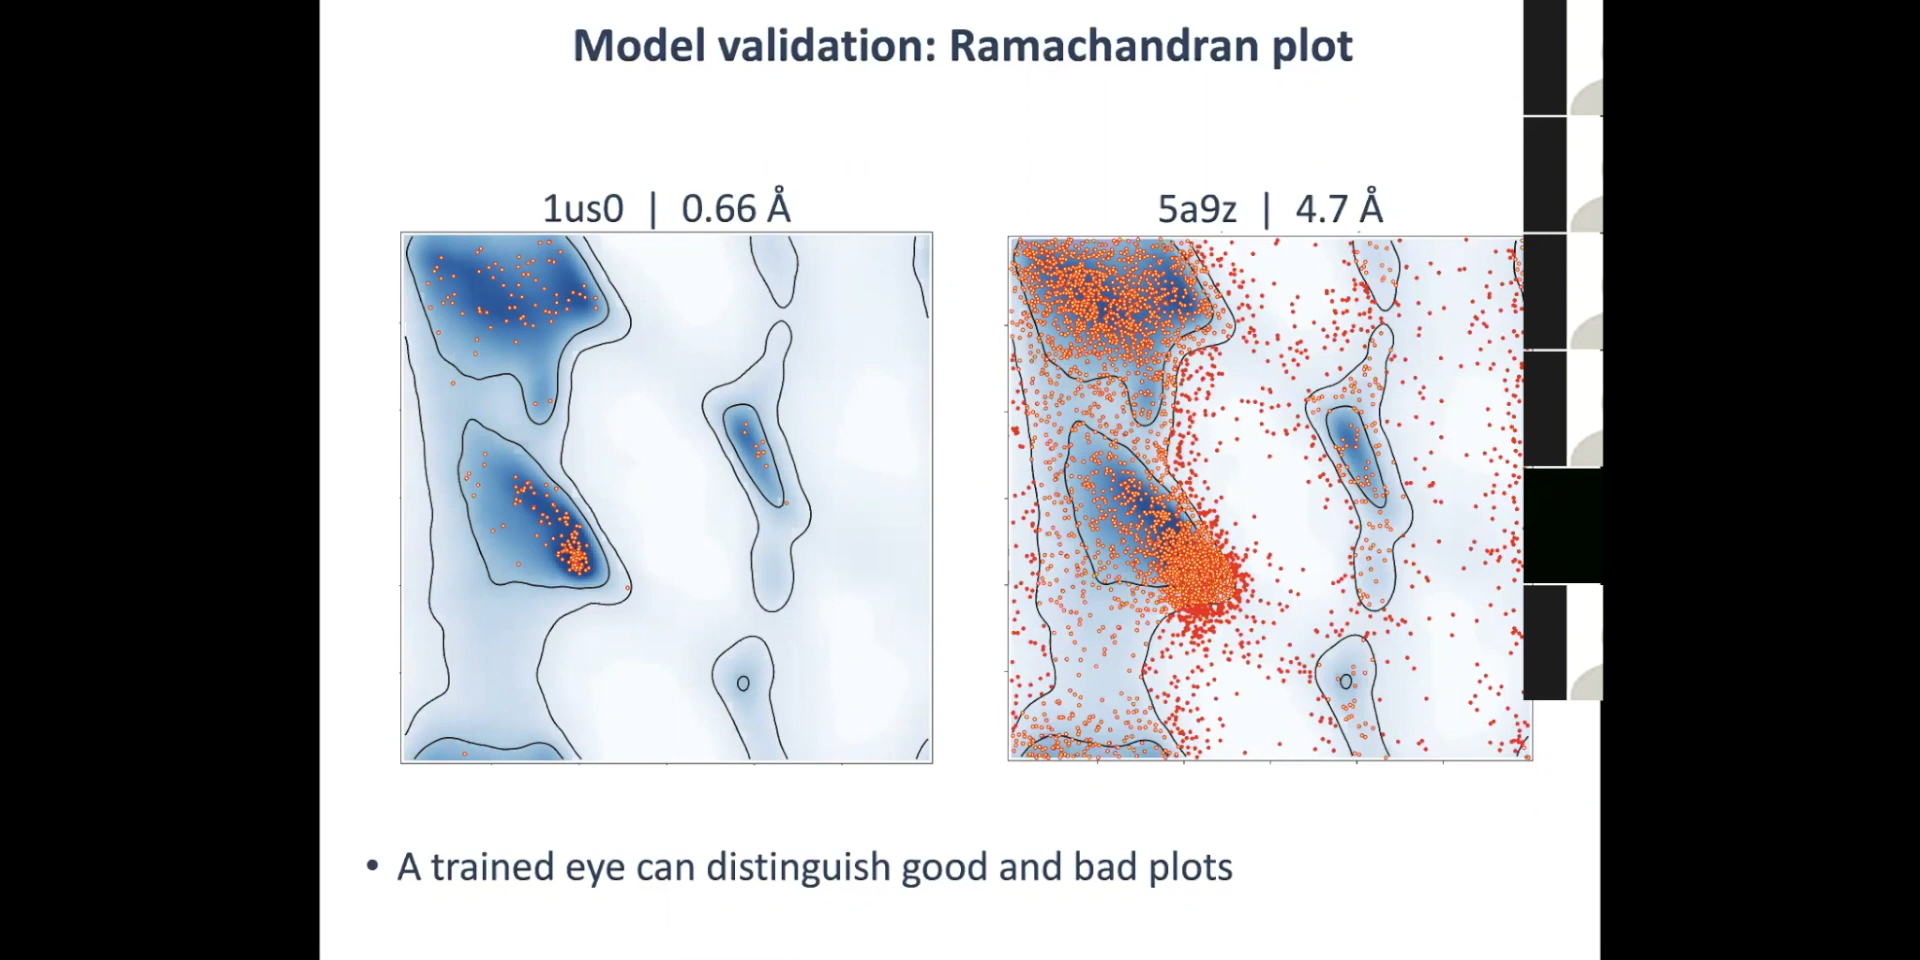 Model validation: Ramachandran plot
1us0 | 0.66 Å
5a9z | 4.7 Å
• A trained eye can distinguish good and bad plots